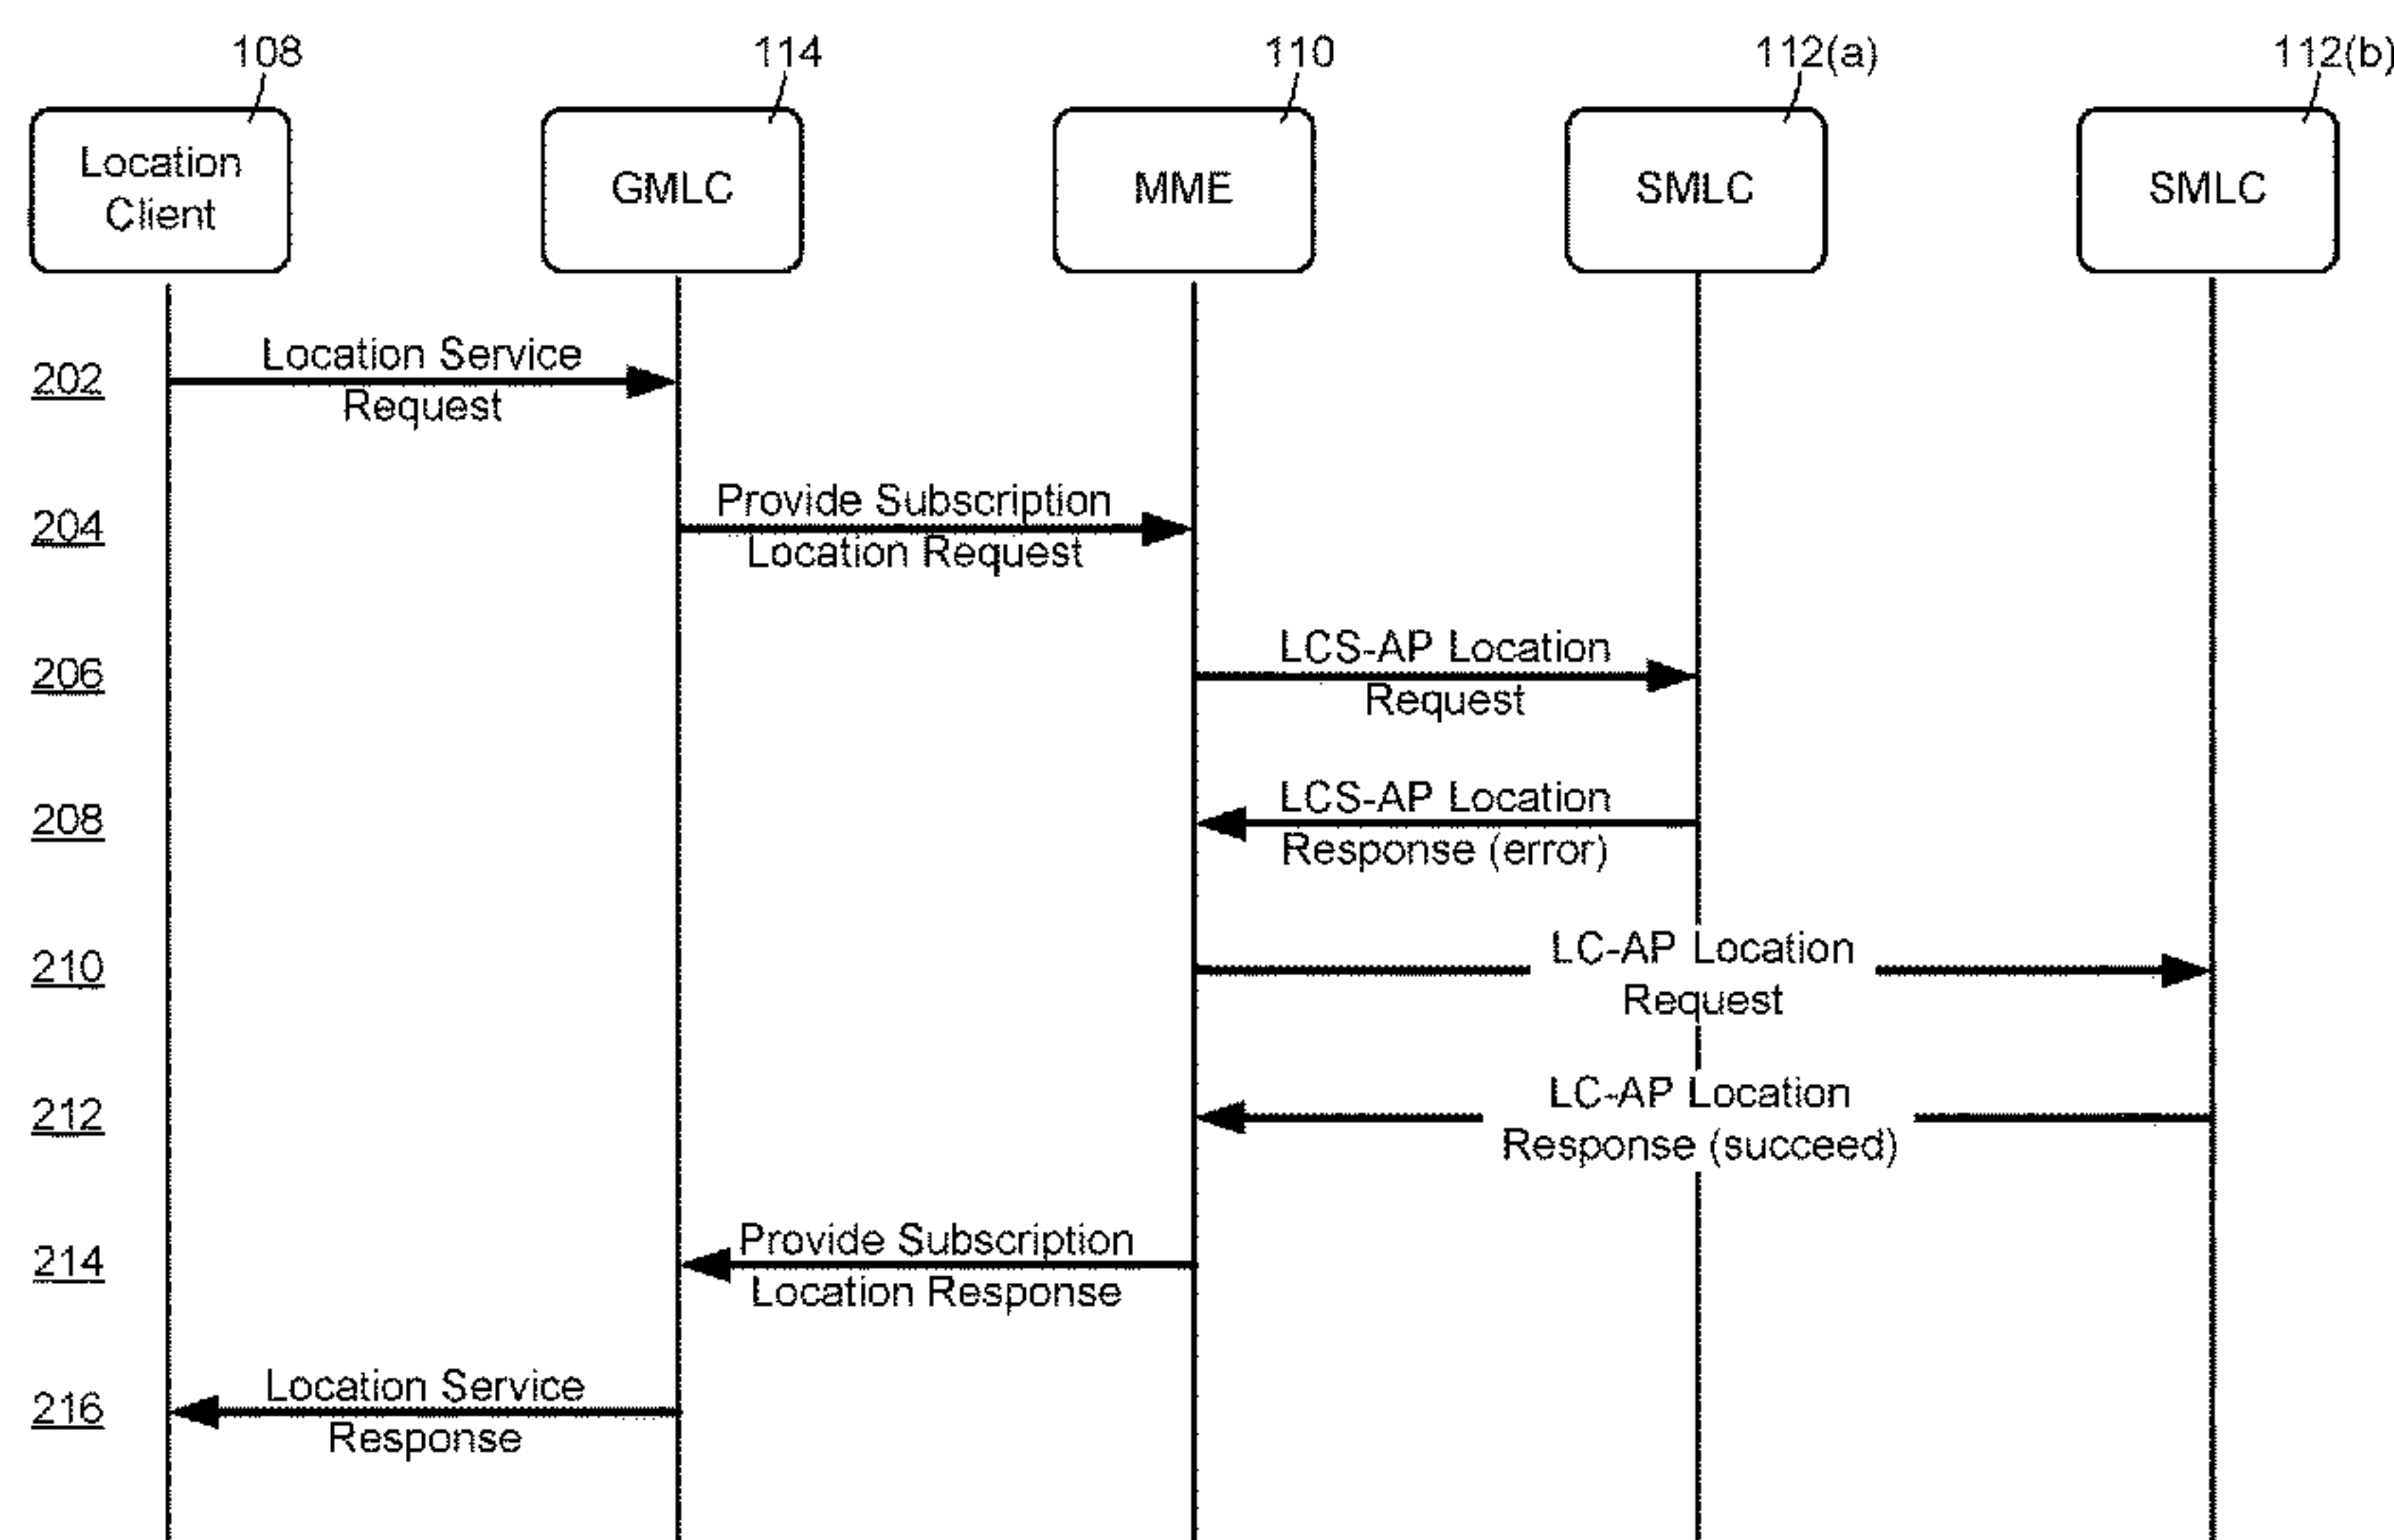 108
114
110
112(a)
112(b)
Location
Client
GMLC
MME
SMLC
SMLC
202
Location Service
Request
204
Provide Subscription
Location Request
206
LCS-AP Location
Request
208
LCS-AP Location
Response (error)
210
LC-AP Location
Request
212
LC-AP Location
Response (succeed)
214
Provide Subscription
Location Response
216
Location Service
Response